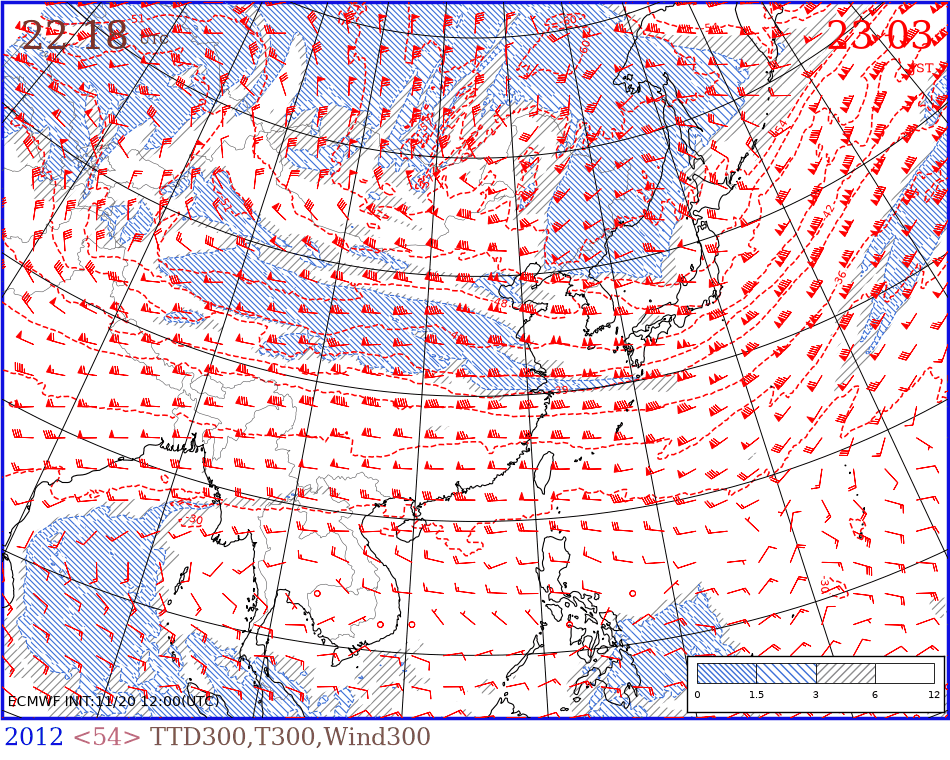 22 18 UTC
23 03
JST
ECMWF INIT:11/20 12:00(UTC)
0 1.5 3 6 12
2012 <54> TTD300,T300,Wind300